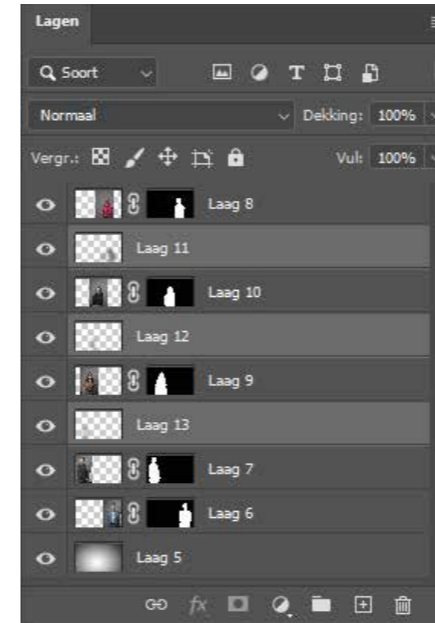 Lagen
Soort
Normaal Dekking: 100%
Vergr.: Vul: 100%
Laag 8
Laag 11
Laag 10
Laag 12
Laag 9
Laag 13
Laag 7
Laag 6
Laag 5
fx